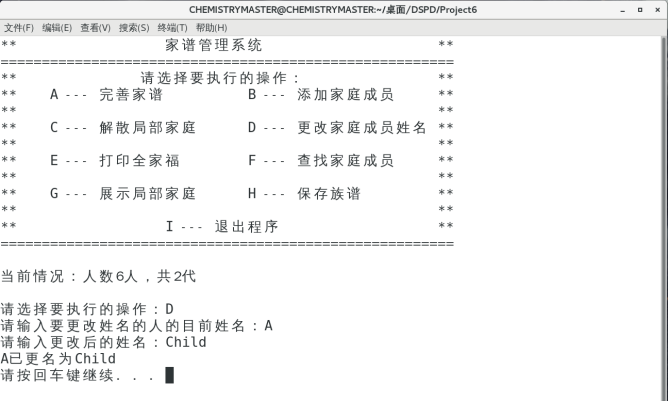 CHEMISTRYMASTER@CHEMISTRYMASTER:~/桌面/DSPD/Project6
文件(F) 编辑(E) 查看(V) 搜索(S) 终端(T) 帮助(H)
** 家谱管理系统 **
========================================================
** 请选择要执行的操作： **
** A --- 完善家谱 B --- 添加家庭成员 **
** **
** C --- 解散局部家庭 D --- 更改家庭成员姓名 **
** **
** E --- 打印全家福 F --- 查找家庭成员 **
** **
** G --- 展示局部家庭 H --- 保存族谱 **
** **
** I --- 退出程序 **
========================================================
当前情况：人数6人，共2代
请选择要执行的操作：D
请输入要更改姓名的人的目前姓名：A
请输入更改后的姓名：Child
A已更名为Child
请按回车键继续. . .